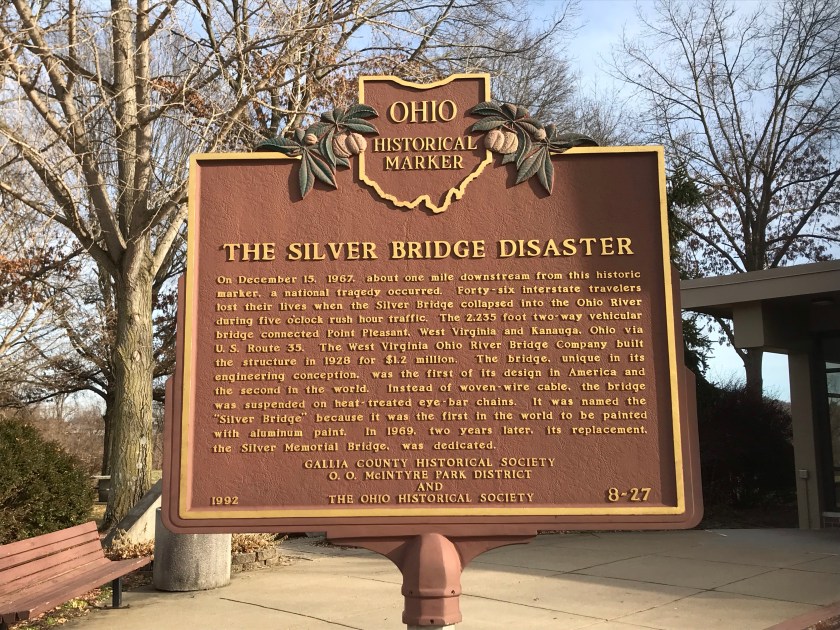 OHIO
HISTORICAL
MARKER
THE SILVER BRIDGE DISASTER
On December 15, 1967, about one mile downstream from this historic
marker, a national tragedy occurred. Forty-six interstate travelers
lost their lives when the Silver Bridge collapsed into the Ohio River
during five o'clock rush hour traffic. The 2,235 foot two-way vehicular
bridge connected Point Pleasant, West Virginia and Kanauga, Ohio via
U.S. Route 35. The West Virginia Ohio River Bridge Company built
the structure in 1928 for $1.2 million. The bridge, unique in its
engineering conception, was the first of its design in America and
the second in the world. Instead of woven-wire cable, the bridge
was suspended on heat-treated eye-bar chains. It was named the
"Silver Bridge" because it was the first in the world to be painted
with aluminum paint. In 1969, two years later, its replacement,
the Silver Memorial Bridge, was dedicated.
GALLIA COUNTY HISTORICAL SOCIETY
O. O. McINTYRE PARK DISTRICT
AND
THE OHIO HISTORICAL SOCIETY
1992
8-27